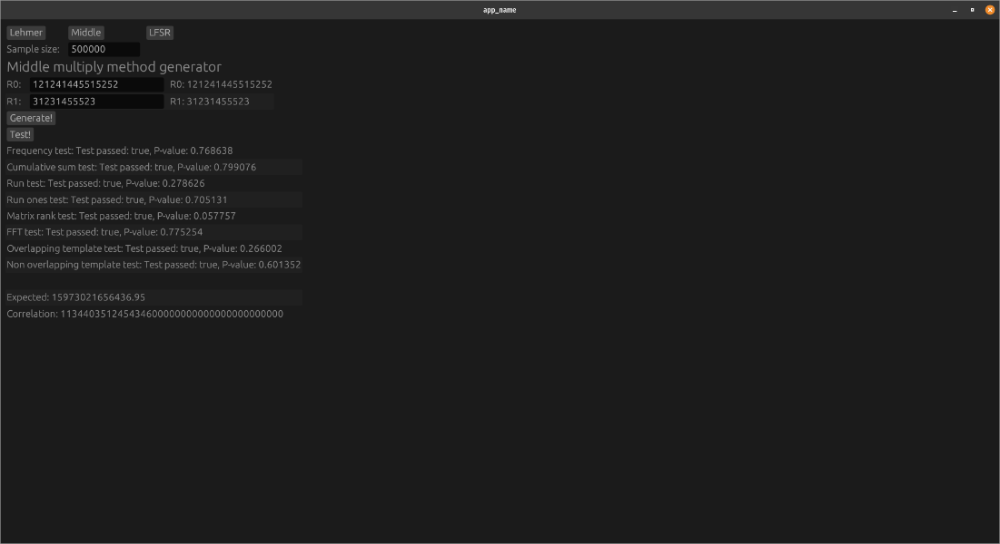 app_name
Lehmer Middle LFSR
Sample size: 500000
Middle multiply method generator
R0: 121241445515252 R0: 121241445515252
R1: 31231455523 R1: 31231455523
Generate!
Test!
Frequency test: Test passed: true, P-value: 0.768638
Cumulative sum test: Test passed: true, P-value: 0.799076
Run test: Test passed: true, P-value: 0.278626
Run ones test: Test passed: true, P-value: 0.705131
Matrix rank test: Test passed: true, P-value: 0.057757
FFT test: Test passed: true, P-value: 0.775254
Overlapping template test: Test passed: true, P-value: 0.266002
Non overlapping template test: Test passed: true, P-value: 0.601352
Expected: 15973021656436.95
Correlation: 1134403512454346000000000000000000000000